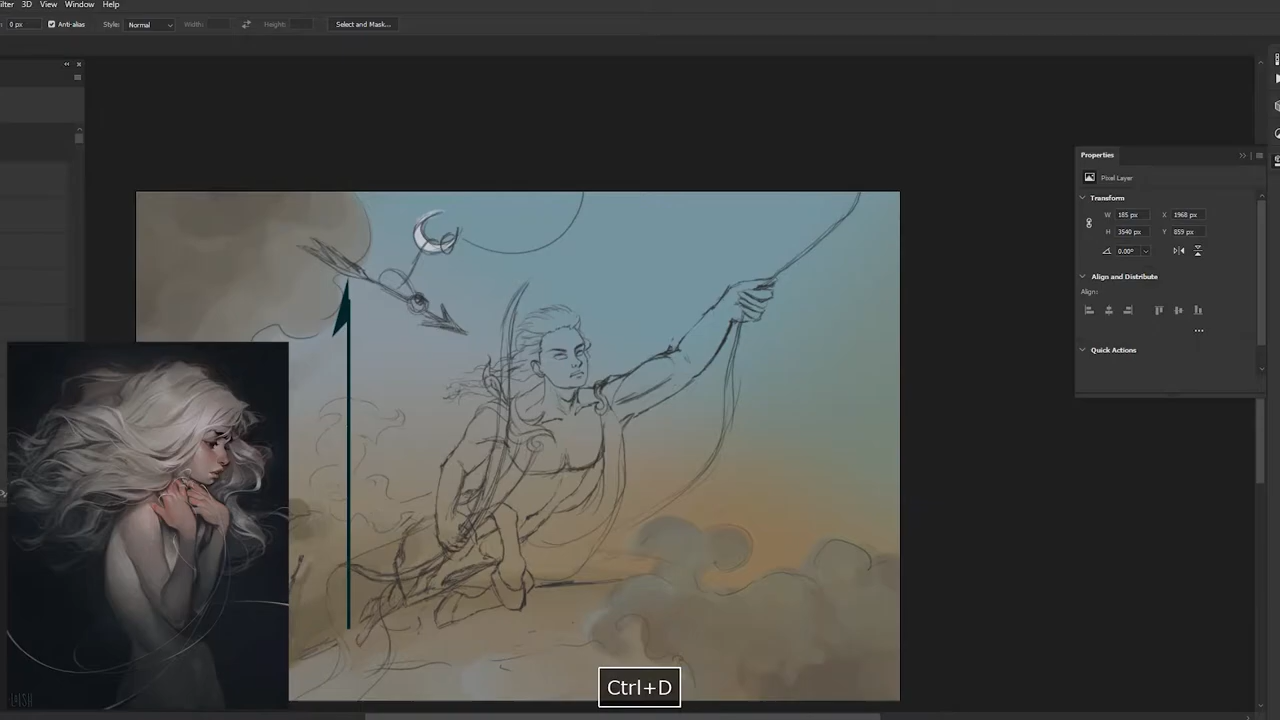 ilter 3D View Window Help
: 0 px Anti-alias Style: Normal Width: Height: Select and Mask...
Properties
Pixel Layer
Transform
W 185 px X 1968 px
H 3540 px Y 859 px
0.00°
Align and Distribute
Align:
...
Quick Actions
Ctrl+D